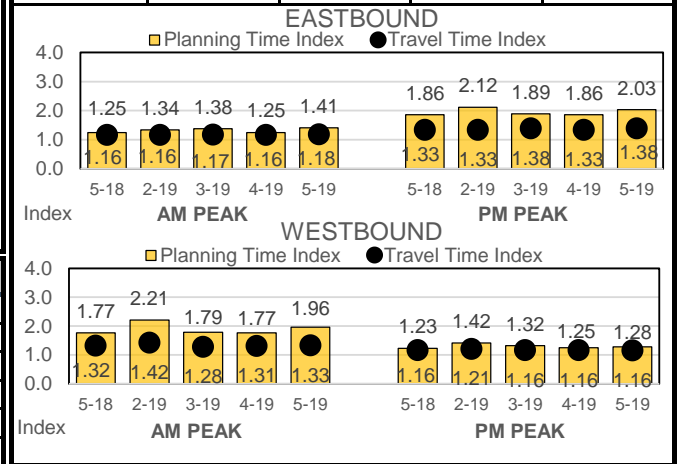 EASTBOUND
Planning Time Index Travel Time Index
4.0
3.0
2.0
1.0
0.0
1.25 1.34 1.38 1.25 1.41 1.86 2.12 1.89 1.86 2.03
1.16 1.16 1.17 1.16 1.18 1.33 1.33 1.38 1.33 1.38
5-18 2-19 3-19 4-19 5-19 5-18 2-19 3-19 4-19 5-19
Index AM PEAK PM PEAK
WESTBOUND
Planning Time Index Travel Time Index
4.0
3.0
2.0
1.0
0.0
1.77 2.21 1.79 1.77 1.96 1.23 1.42 1.32 1.25 1.28
1.32 1.42 1.28 1.31 1.33 1.16 1.21 1.16 1.16 1.16
5-18 2-19 3-19 4-19 5-19 5-18 2-19 3-19 4-19 5-19
Index AM PEAK PM PEAK